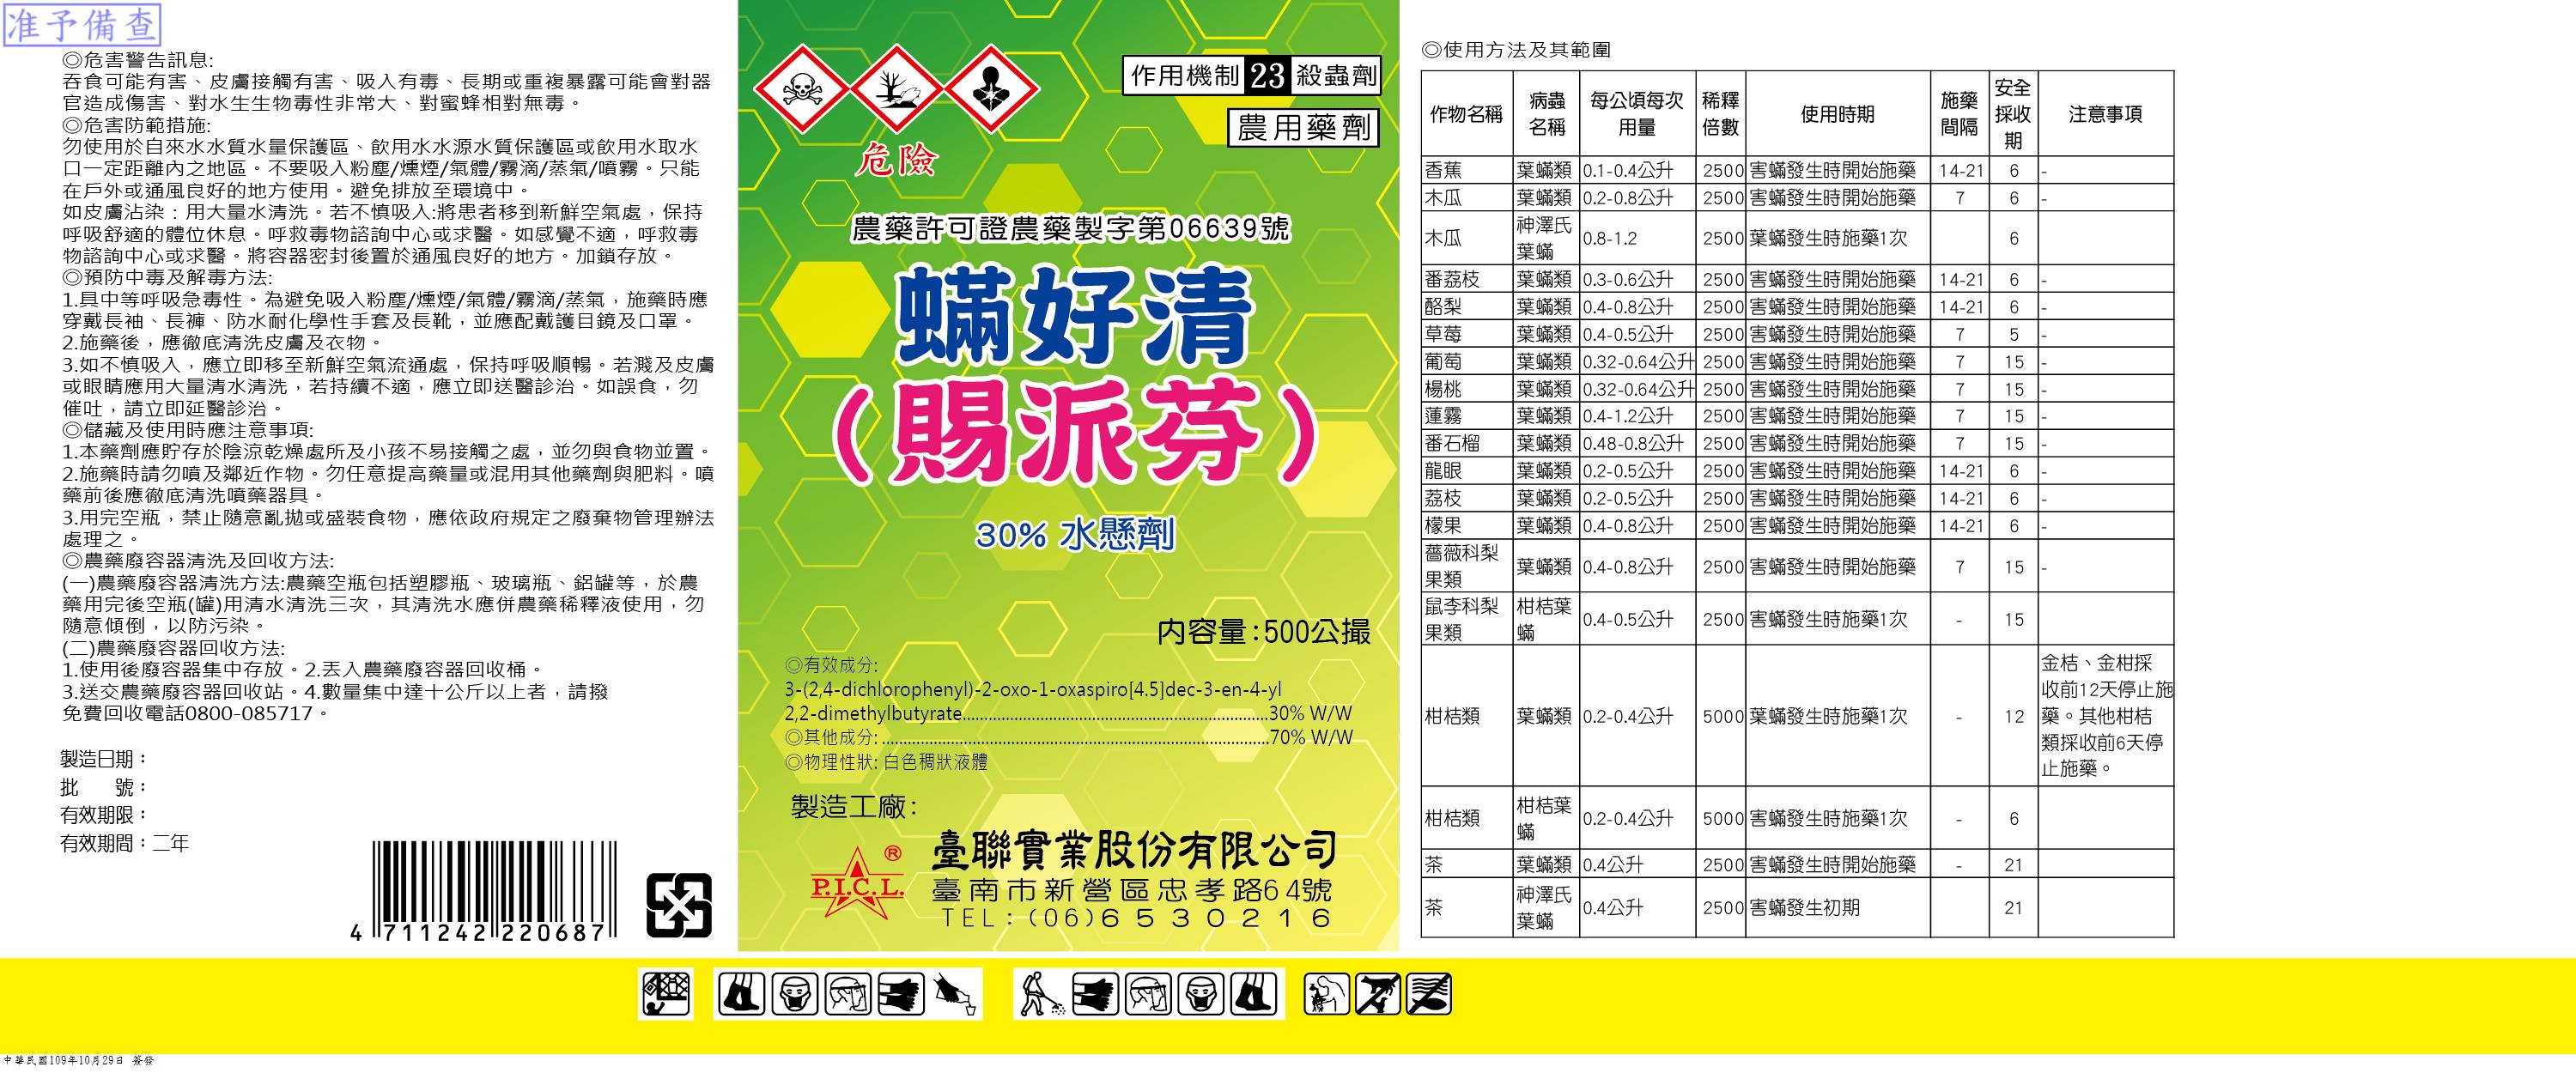 准予備查
◎危害警告訊息:
吞食可能有害、皮膚接觸有害、吸入有毒、長期或重複暴露可能會對器
官造成傷害、對水生生物毒性非常大、對蜜蜂相對無毒。
◎危害防範措施:
勿使用於自來水水質水量保護區、飲用水水源水質保護區或飲用水取水
口一定距離內之地區。不要吸入粉塵/燻煙/氣體/霧滴/蒸氣/噴霧。只能
在戶外或通風良好的地方使用。避免排放至環境中。
如皮膚沾染：用大量水清洗。若不慎吸入:將患者移到新鮮空氣處，保持
呼吸舒適的體位休息。呼救毒物諮詢中心或求醫。如感覺不適，呼救毒
物諮詢中心或求醫。將容器密封後置於通風良好的地方。加鎖存放。
◎預防中毒及解毒方法:
1.具中等呼吸急毒性。為避免吸入粉塵/燻煙/氣體/霧滴/蒸氣，施藥時應
穿戴長袖、長褲、防水耐化學性手套及長靴，並應配戴護目鏡及口罩。
2.施藥後，應徹底清洗皮膚及衣物。
3.如不慎吸入，應立即移至新鮮空氣流通處，保持呼吸順暢。若濺及皮膚
或眼睛應用大量清水清洗，若持續不適，應立即送醫診治。如誤食，勿
催吐，請立即延醫診治。
◎儲藏及使用時應注意事項:
1.本藥劑應貯存於陰涼乾燥處所及小孩不易接觸之處，並勿與食物並置。
2.施藥時請勿噴及鄰近作物。勿任意提高藥量或混用其他藥劑與肥料。噴
藥前後應徹底清洗噴藥器具。
3.用完空瓶，禁止隨意亂拋或盛裝食物，應依政府規定之廢棄物管理辦法
處理之。
◎農藥廢容器清洗及回收方法:
(一)農藥廢容器清洗方法:農藥空瓶包括塑膠瓶、玻璃瓶、鋁罐等，於農
藥用完後空瓶(罐)用清水清洗三次，其清洗水應併農藥稀釋液使用，勿
隨意傾倒，以防污染。
(二)農藥廢容器回收方法:
1.使用後廢容器集中存放。2.丟入農藥廢容器回收桶。
3.送交農藥廢容器回收站。4.數量集中達十公斤以上者，請撥
免費回收電話0800-085717。
製造日期：
批　　號：
有效期限：
有效期間：二年
4 711242 220687
作用機制 23 殺蟲劑
農用藥劑
危險
農藥許可證農藥製字第06639號
蟎好清
(賜派芬)
30% 水懸劑
內容量:500公撮
◎有效成分:
3-(2,4-dichlorophenyl)-2-oxo-1-oxaspiro[4.5]dec-3-en-4-yl
2,2-dimethylbutyrate......................................................................30% W/W
◎其他成分: .........................................................................................70% W/W
◎物理性狀: 白色稠狀液體
製造工廠:
P.I.C.L. ®
臺聯實業股份有限公司
臺南市新營區忠孝路64號
TEL: (06)6530216
◎使用方法及其範圍
作物名稱 病蟲名稱 每公頃每次用量 稀釋倍數 使用時期 施藥間隔 安全採收期 注意事項
香蕉 葉蟎類 0.1-0.4公升 2500 害蟎發生時開始施藥 14-21 6 -
木瓜 葉蟎類 0.2-0.8公升 2500 害蟎發生時開始施藥 7 6 -
木瓜 神澤氏葉蟎 0.8-1.2 2500 葉蟎發生時施藥1次 6
番荔枝 葉蟎類 0.3-0.6公升 2500 害蟎發生時開始施藥 14-21 6 -
酪梨 葉蟎類 0.4-0.8公升 2500 害蟎發生時開始施藥 14-21 6 -
草莓 葉蟎類 0.4-0.5公升 2500 害蟎發生時開始施藥 7 5 -
葡萄 葉蟎類 0.32-0.64公升 2500 害蟎發生時開始施藥 7 15 -
楊桃 葉蟎類 0.32-0.64公升 2500 害蟎發生時開始施藥 7 15 -
蓮霧 葉蟎類 0.4-1.2公升 2500 害蟎發生時開始施藥 7 15 -
番石榴 葉蟎類 0.48-0.8公升 2500 害蟎發生時開始施藥 7 15 -
龍眼 葉蟎類 0.2-0.5公升 2500 害蟎發生時開始施藥 14-21 6 -
荔枝 葉蟎類 0.2-0.5公升 2500 害蟎發生時開始施藥 14-21 6 -
檬果 葉蟎類 0.4-0.8公升 2500 害蟎發生時開始施藥 14-21 6 -
薔薇科梨果類 葉蟎類 0.4-0.8公升 2500 害蟎發生時開始施藥 7 15 -
鼠李科梨果類 柑桔葉蟎 0.4-0.5公升 2500 害蟎發生時施藥1次 - 15
柑桔類 葉蟎類 0.2-0.4公升 5000 葉蟎發生時施藥1次 - 12 金桔、金柑採收前12天停止施藥。其他柑桔類採收前6天停止施藥。
柑桔類 柑桔葉蟎 0.2-0.4公升 5000 害蟎發生時施藥1次 - 6
茶 葉蟎類 0.4公升 2500 害蟎發生時開始施藥 - 21
茶 神澤氏葉蟎 0.4公升 2500 害蟎發生初期 21
中華民國109年10月29日 簽發